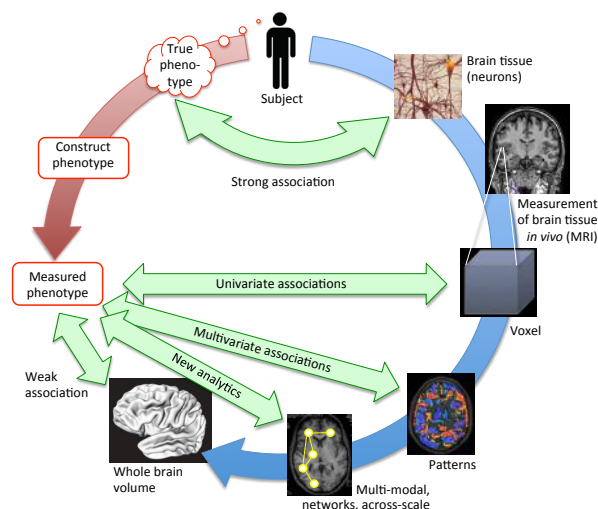 True
pheno-
type
Subject
Brain tissue
(neurons)
Construct
phenotype
Strong association
Measurement
of brain tissue
in vivo (MRI)
Measured
phenotype
Univariate associations
Voxel
Multivariate associations
New analytics
Weak
association
Whole brain
volume
Patterns
Multi-modal,
networks, across-scale